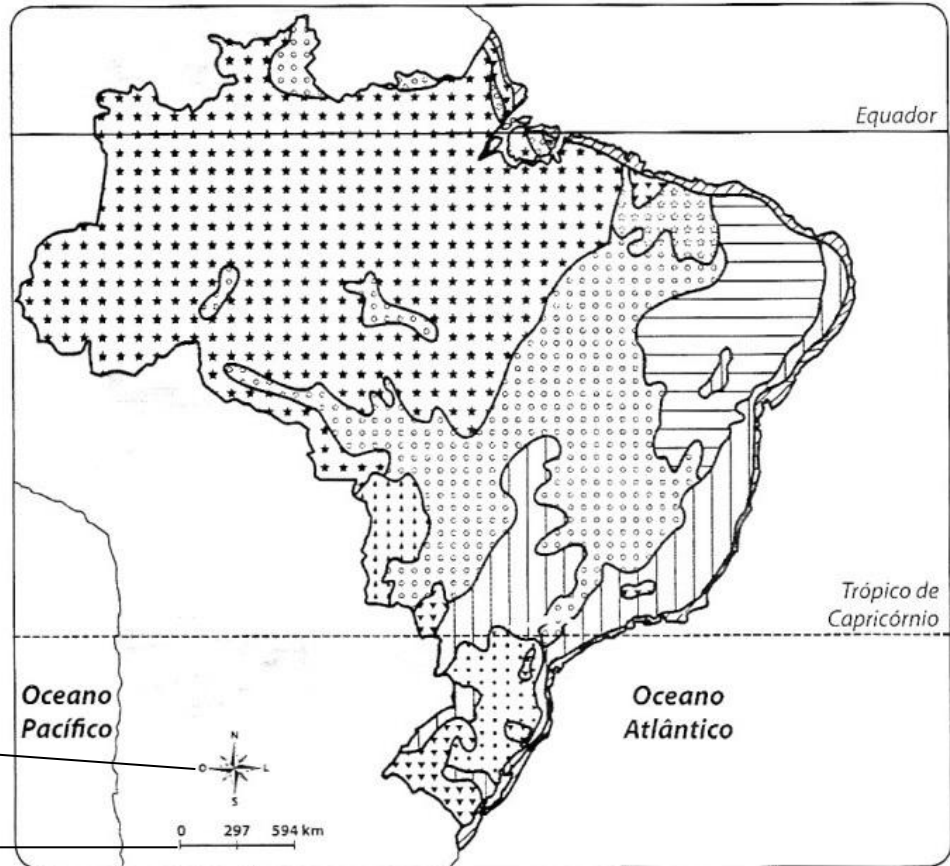 Equador
Trópico de
Capricórnio
Oceano
Pacífico
Oceano
Atlântico
N
O
L
S
0 297 594 km